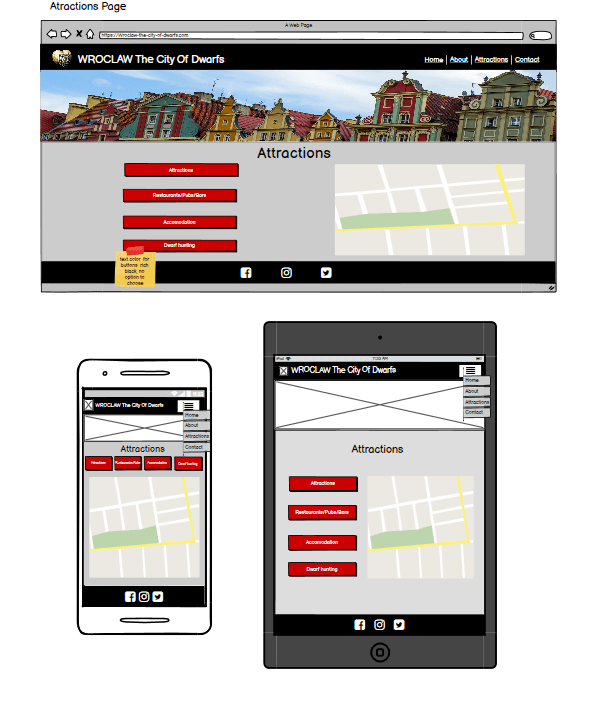 Atractions Page
A Web Page
https://wroclaw-the-city-of-dwarfs.com
WROCLAW The City Of Dwarfs
Home About Attractions Contact
Attractions
Attractions
Restaurants/Pubs/Bars
Accomodation
Dwarf hunting
text color for
buttons rich
black, no
option to
choose
WROCLAW The City Of Dwarfs
Home
About
Attractions
Contact
Attractions
Attractions Restaurants/Pubs Accomodation Dwarf hunting
iPod 11:53 AM
WROCLAW The City Of Dwarfs
Home
About
Attractions
Contact
Attractions
Attractions
Restaurants/Pubs/Bars
Accomodation
Dwarf hunting